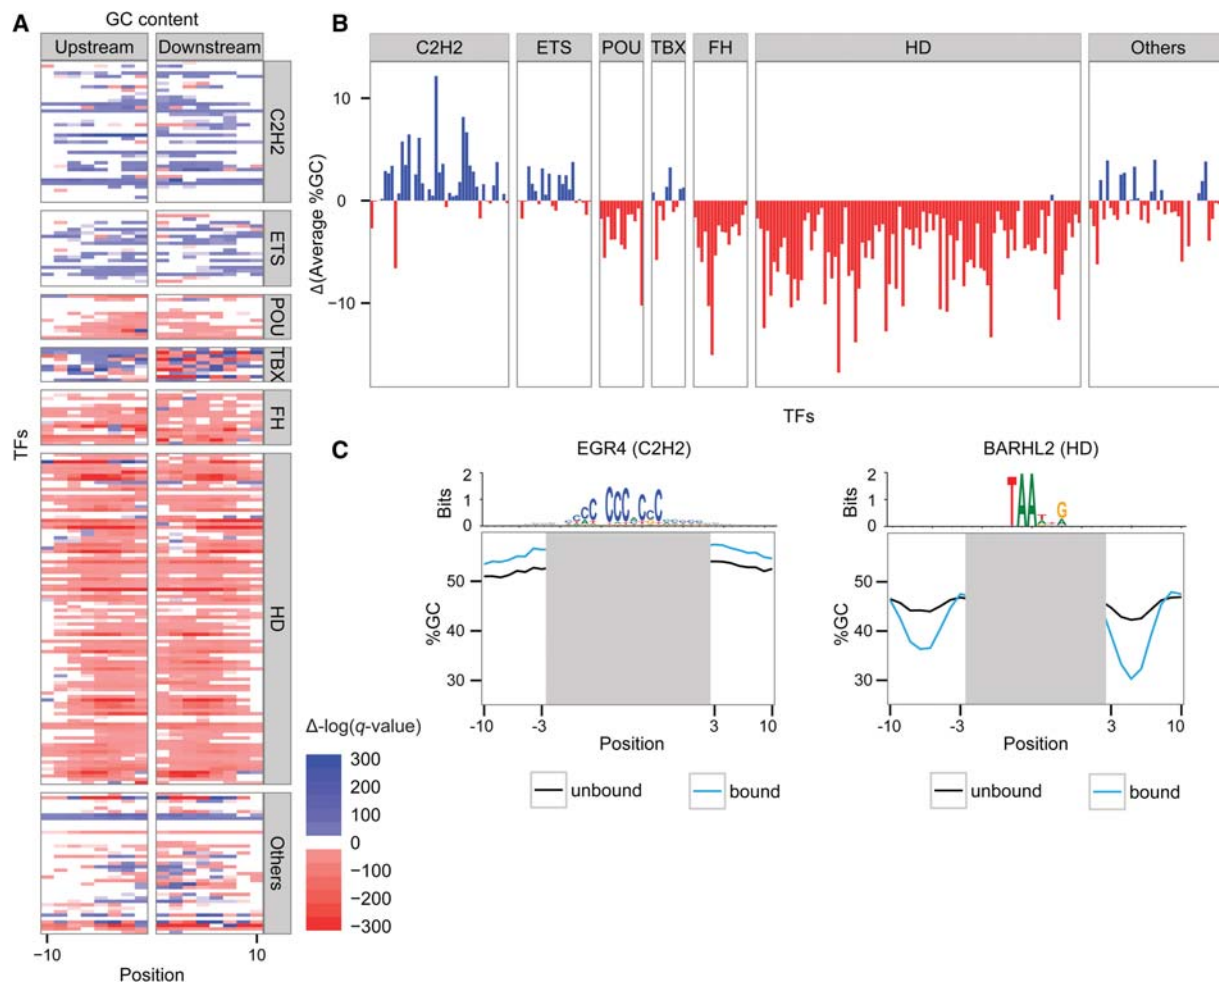 A
GC content
Upstream
Downstream
C2H2
ETS
POU
TBX
FH
HD
Others
TFs
−10
10
Position
Δ-log(q-value)
300
200
100
0
−100
−200
−300
B
C2H2
ETS
POU
TBX
FH
HD
Others
Δ(Average %GC)
10
0
−10
TFs
C
EGR4 (C2H2)
Bits
2
1
0
%GC
50
40
30
-10
-3
3
10
Position
unbound
bound
BARHL2 (HD)
Bits
2
1
0
TAA
G
%GC
50
40
30
-10
-3
3
10
Position
unbound
bound